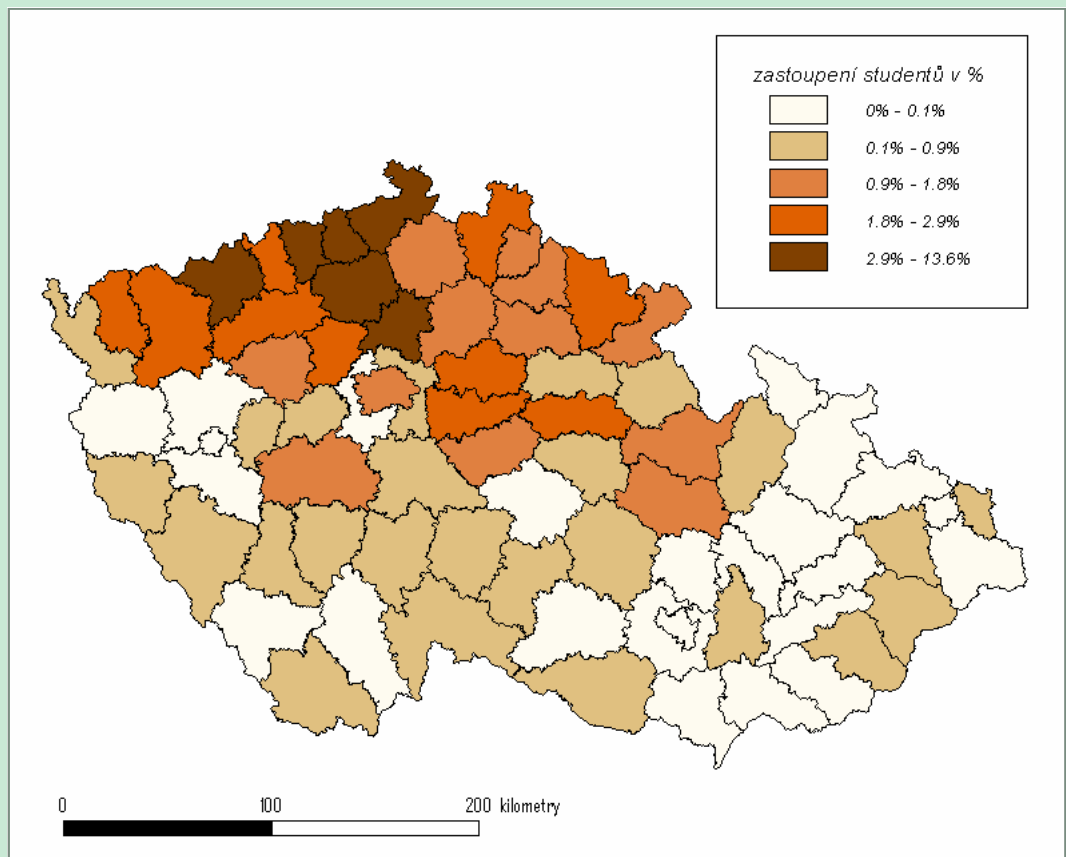 zastoupení studentů v %
0% - 0.1%
0.1% - 0.9%
0.9% - 1.8%
1.8% - 2.9%
2.9% - 13.6%
0 100 200 kilometry